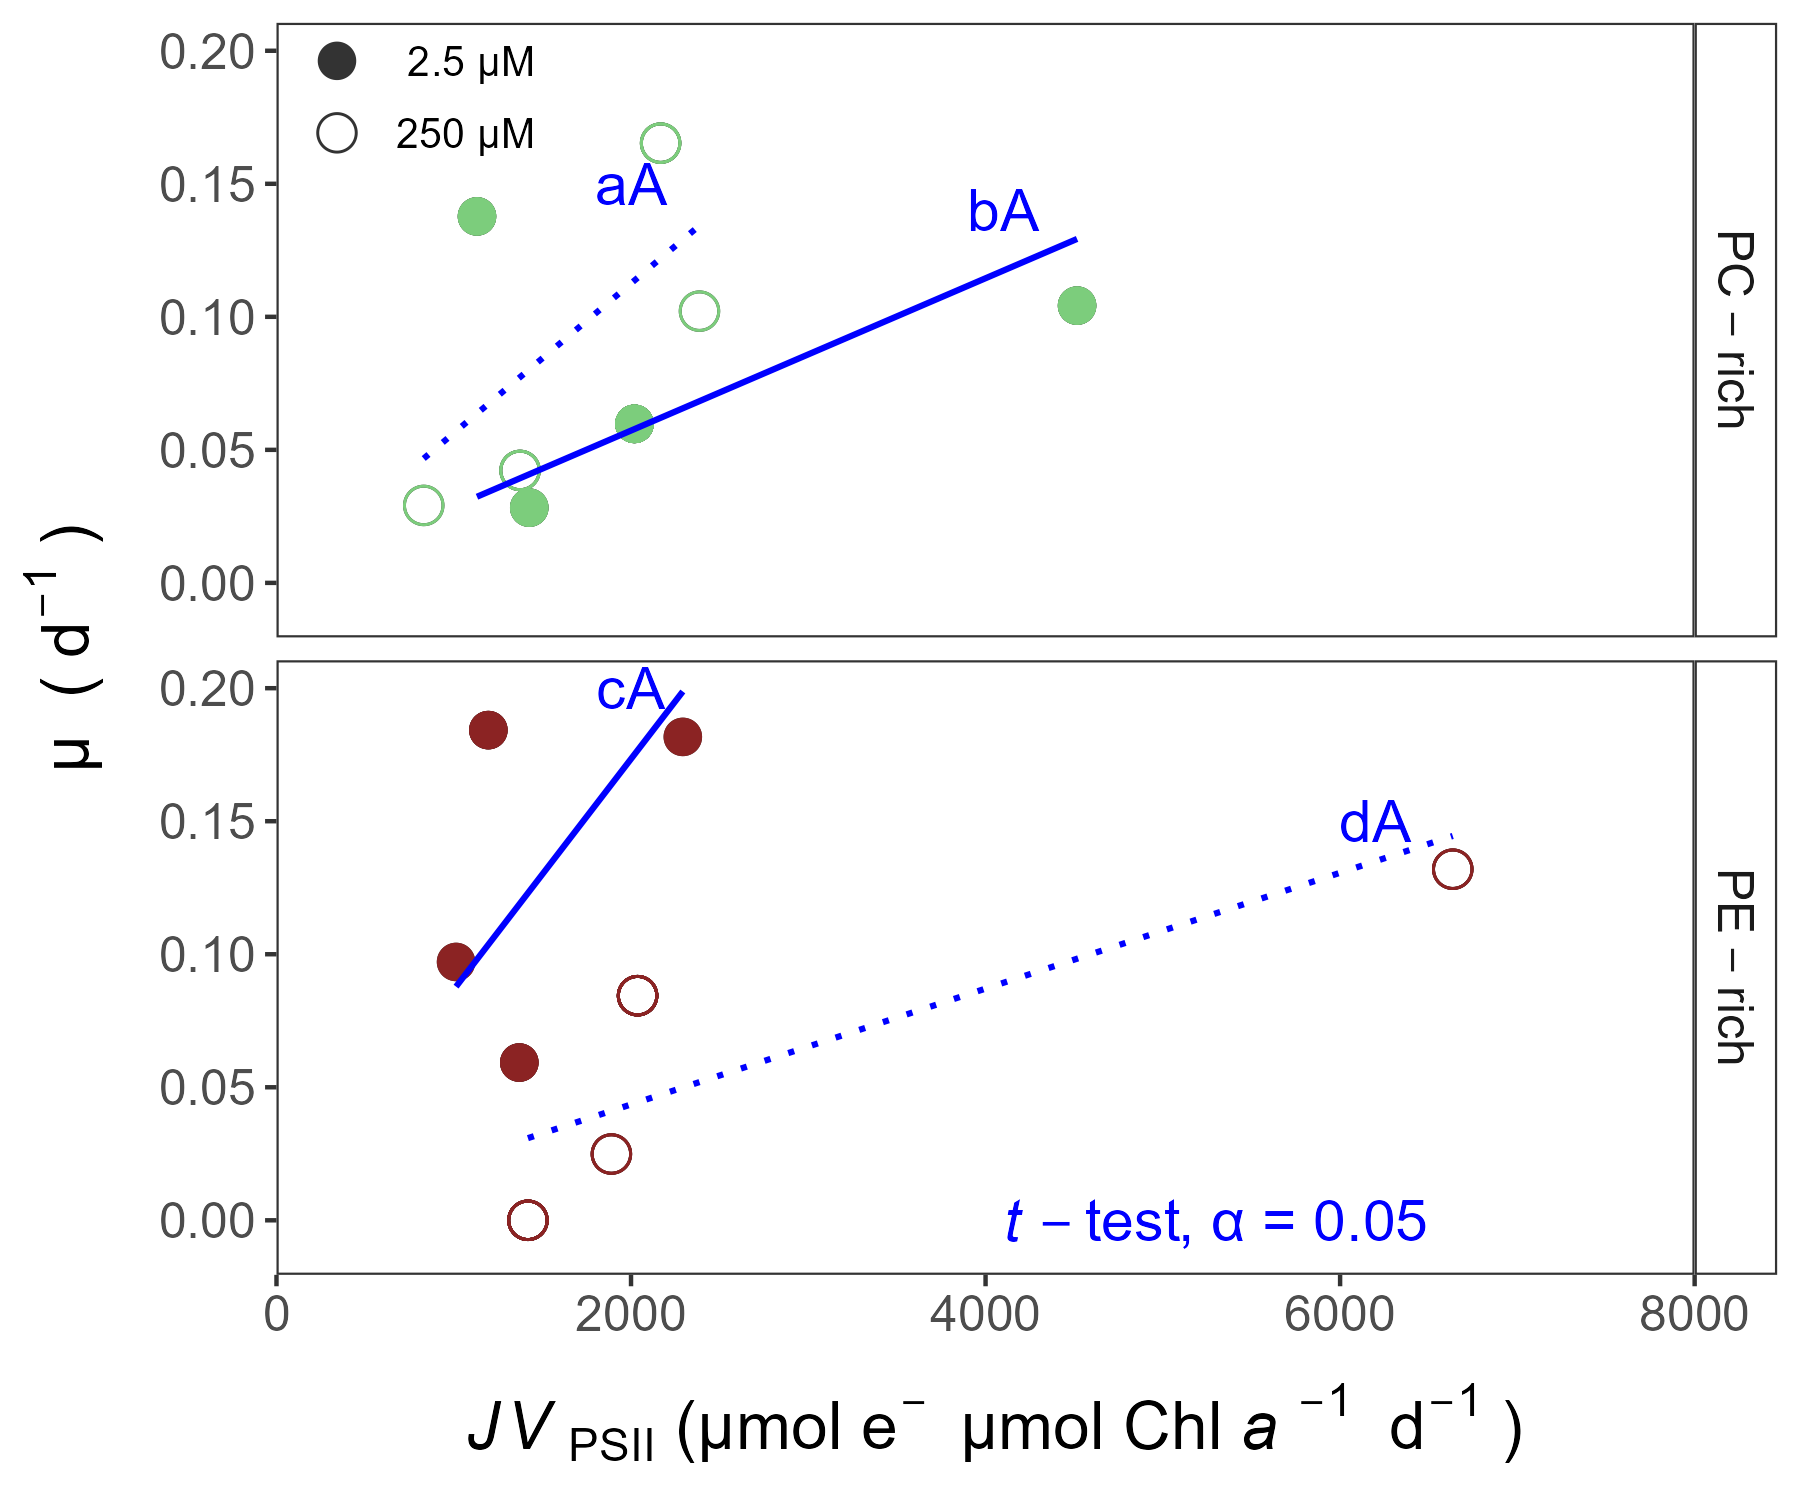 0.20
0.15
0.10
0.05
0.00
2.5 µM
250 µM
aA
bA
PC − rich
µ ( d⁻¹ )
0.20
0.15
0.10
0.05
0.00
cA
dA
t − test, α = 0.05
PE − rich
0 2000 4000 6000 8000
JV PSII (µmol e⁻ µmol Chl a ⁻¹ d⁻¹ )